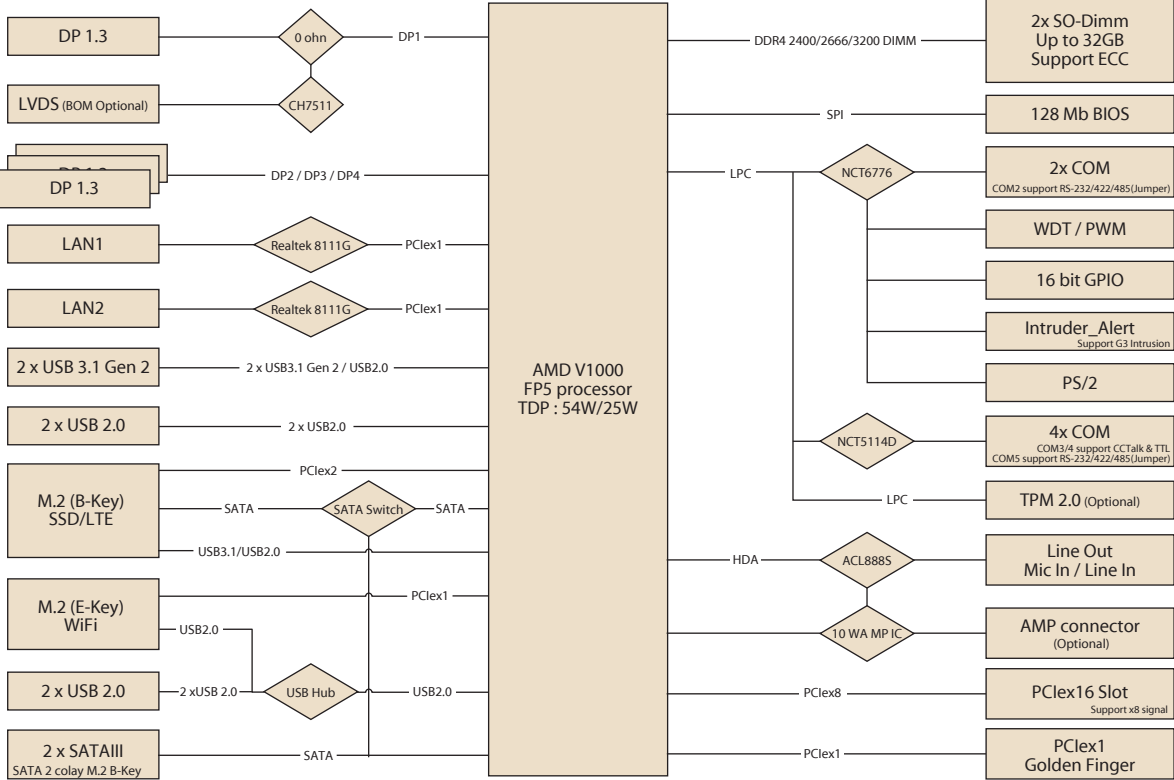 DP 1.3
0 ohn
DP1
LVDS (BOM Optional)
CH7511
DP 1.3
DP2 / DP3 / DP4
LAN1
Realtek 8111G
PCIex1
LAN2
Realtek 8111G
PCIex1
2 x USB 3.1 Gen 2
2 x USB3.1 Gen 2 / USB2.0
2 x USB 2.0
2 x USB2.0
M.2 (B-Key)
SSD/LTE
PCIex2
SATA
SATA Switch
SATA
USB3.1/USB2.0
M.2 (E-Key)
WiFi
PCIex1
USB2.0
2 x USB 2.0
2 xUSB 2.0
USB Hub
USB2.0
2 x SATAIII
SATA 2 colay M.2 B-Key
SATA
AMD V1000
FP5 processor
TDP : 54W/25W
DDR4 2400/2666/3200 DIMM
2x SO-Dimm
Up to 32GB
Support ECC
SPI
128 Mb BIOS
LPC
NCT6776
2x COM
COM2 support RS-232/422/485(Jumper)
WDT / PWM
16 bit GPIO
Intruder_Alert
Support G3 Intrusion
PS/2
NCT5114D
4x COM
COM3/4 support CCTalk & TTL
COM5 support RS-232/422/485(Jumper)
LPC
TPM 2.0 (Optional)
HDA
ACL888S
Line Out
Mic In / Line In
10 WA MP IC
AMP connector
(Optional)
PCIex8
PCIex16 Slot
Support x8 signal
PCIex1
PCIex1
Golden Finger